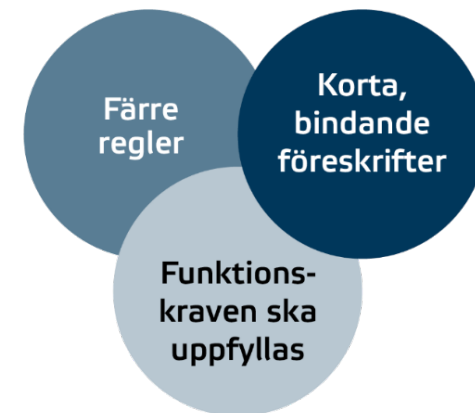 Färre
regler
Korta,
bindande
föreskrifter
Funktions-
kraven ska
uppfyllas